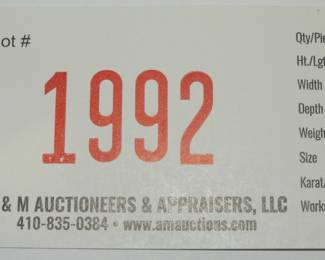 ot #
1992
& M AUCTIONEERS & APPRAISERS, LLC
410-835-0384 • www.amauctions.com
Qty/Pie
Ht./Lgt
Width
Depth
Weigh
Size
Karat
Works